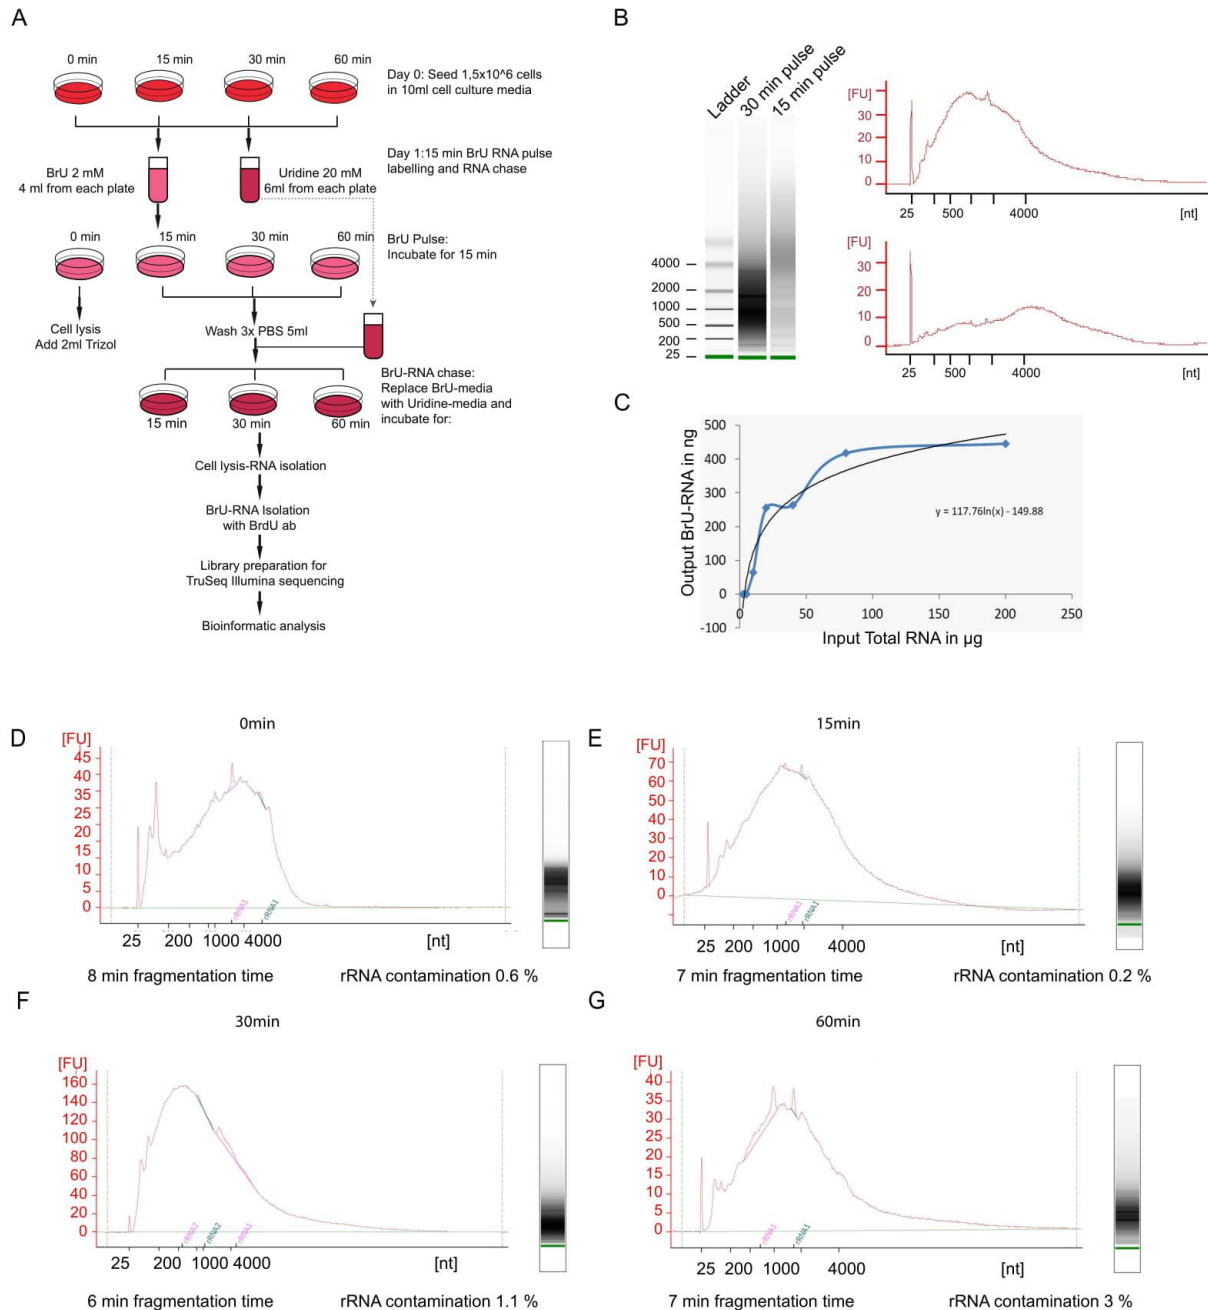 A
0 min 15 min 30 min 60 min
Day 0: Seed 1,5x10^6 cells
in 10ml cell culture media
BrU 2 mM
4 ml from each plate
Uridine 20 mM
6ml from each plate
Day 1:15 min BrU RNA pulse
labelling and RNA chase
0 min 15 min 30 min 60 min
BrU Pulse:
Incubate for 15 min
Cell lysis
Add 2ml Trizol
Wash 3x PBS 5ml
BrU-RNA chase:
Replace BrU-media
with Uridine-media and
incubate for:
15 min 30 min 60 min
Cell lysis-RNA isolation
BrU-RNA Isolation
with BrdU ab
Library preparation for
TruSeq Illumina sequencing
Bioinformatic analysis
B
Ladder
30 min pulse
15 min pulse
4000
2000
1000
500
200
25
[FU]
40
30
20
10
0
25 500 4000 [nt]
[FU]
30
20
10
0
25 500 4000 [nt]
C
Output BrU-RNA in ng
500
400
300
200
100
0
-100
y = 117.76ln(x) - 149.88
0 50 100 150 200 250
Input Total RNA in µg
D
0min
[FU]
45
40
35
30
25
20
15
10
5
0
rRNA1 rRNA1
25 200 1000 4000 [nt]
8 min fragmentation time rRNA contamination 0.6 %
E
15min
[FU]
70
60
50
40
30
20
10
0
rRNA1 rRNA1
25 200 1000 4000 [nt]
7 min fragmentation time rRNA contamination 0.2 %
F
30min
[FU]
160
140
120
100
80
60
40
20
0
rRNA2 rRNA2 rRNA1
25 200 1000 4000 [nt]
6 min fragmentation time rRNA contamination 1.1 %
G
60min
[FU]
40
35
30
25
20
15
10
5
0
rRNA1 rRNA1
25 200 1000 4000 [nt]
7 min fragmentation time rRNA contamination 3 %